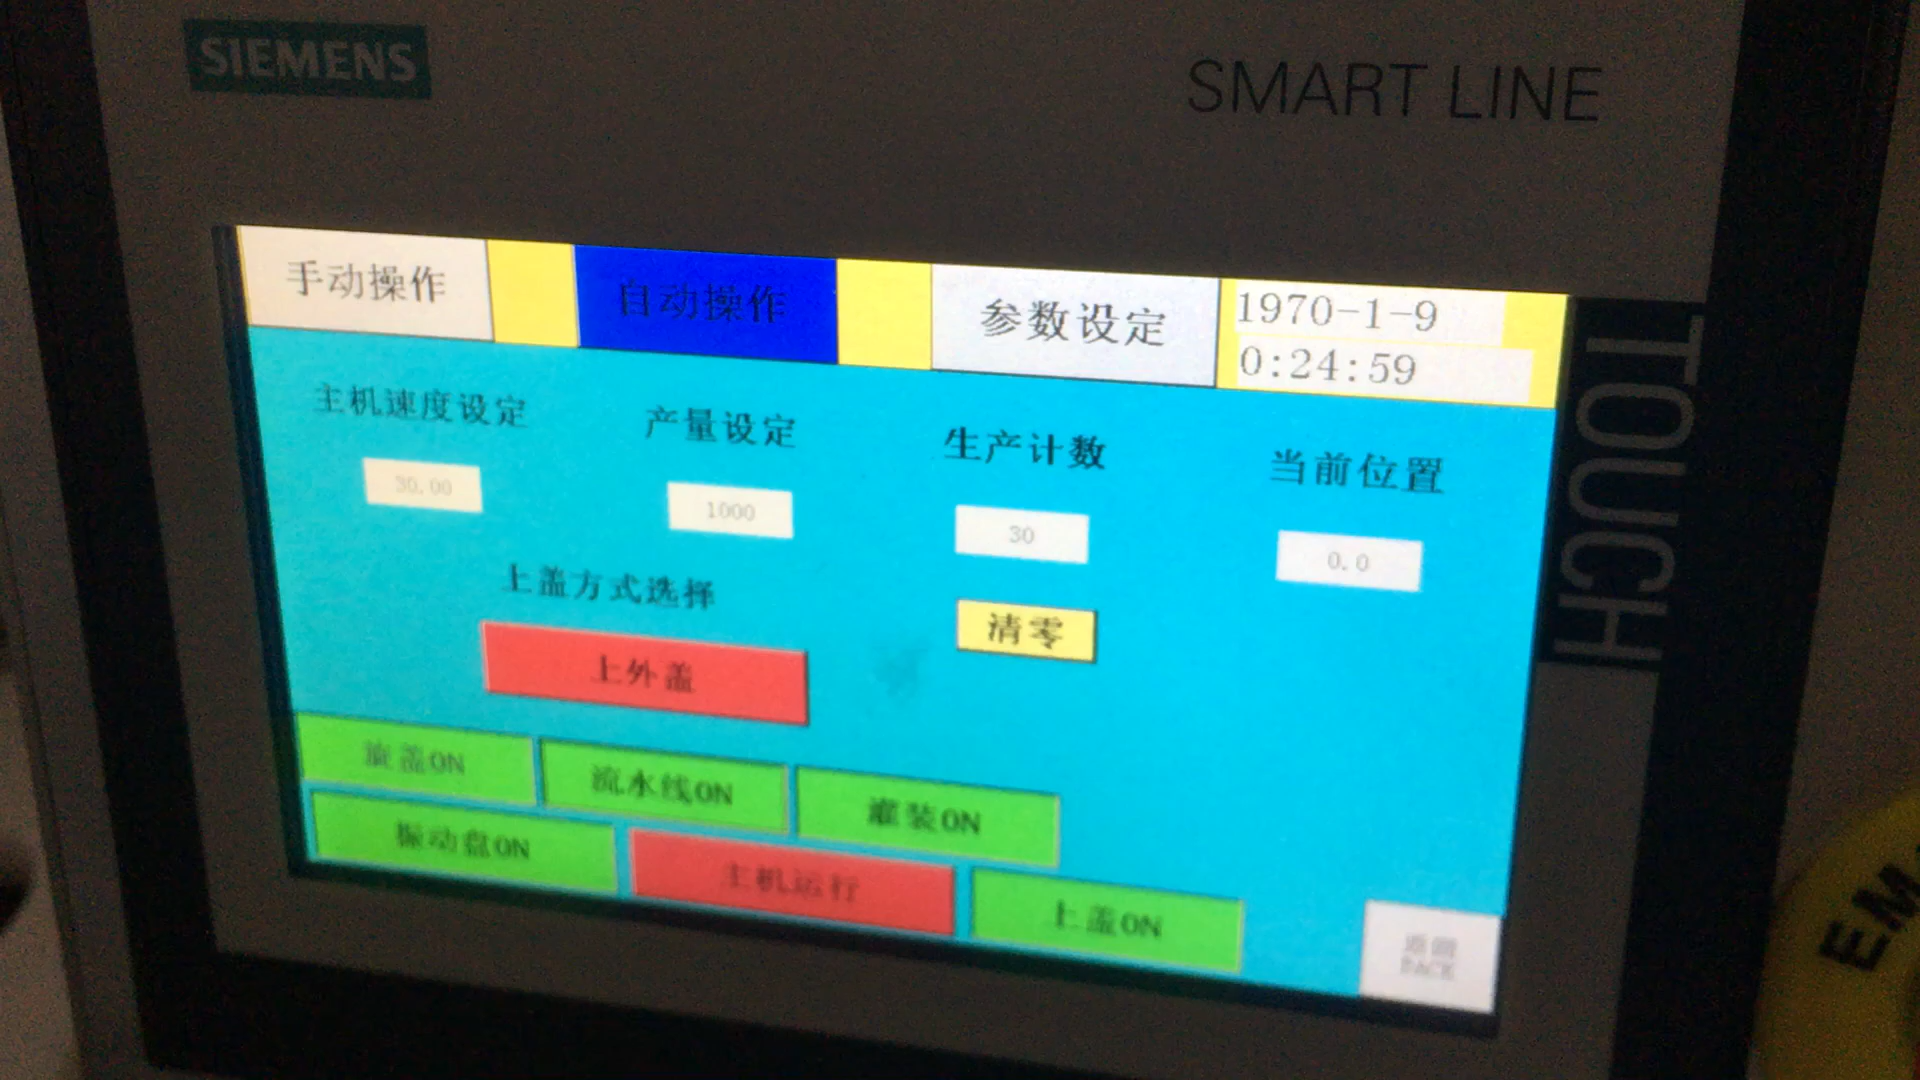 SIEMENS
SMART LINE
TOUCH
手动操作
自动操作
参数设定
1970-1-9
0:24:59
主机速度设定
产量设定
生产计数
当前位置
30.00
1000
30
0.0
上盖方式选择
清零
上外盖
旋盖ON
流水线ON
灌装ON
振动盘ON
主机运行
上盖ON
返回
BACK